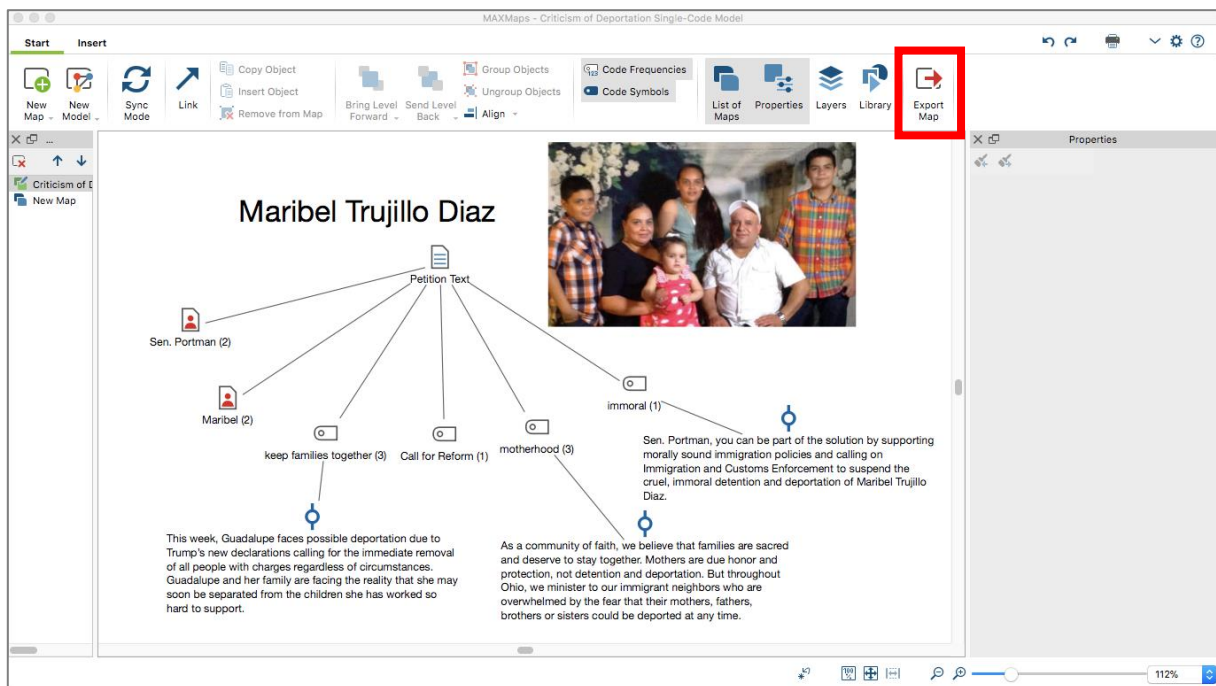 MAXMaps - Criticism of Deportation Single-Code Model
Start Insert
New Map
New Model
Sync Mode
Link
Copy Object
Insert Object
Remove from Map
Bring Level Forward
Send Level Back
Group Objects
Ungroup Objects
Align
Code Frequencies
Code Symbols
List of Maps
Properties
Layers
Library
Export Map
...
Criticism of D
New Map
Properties
Maribel Trujillo Diaz
Petition Text
Sen. Portman (2)
Maribel (2)
keep families together (3)
Call for Reform (1)
motherhood (3)
immoral (1)
Sen. Portman, you can be part of the solution by supporting
morally sound immigration policies and calling on
Immigration and Customs Enforcement to suspend the
cruel, immoral detention and deportation of Maribel Trujillo
Diaz.
This week, Guadalupe faces possible deportation due to
Trump's new declarations calling for the immediate removal
of all people with charges regardless of circumstances.
Guadalupe and her family are facing the reality that she may
soon be separated from the children she has worked so
hard to support.
As a community of faith, we believe that families are sacred
and deserve to stay together. Mothers are due honor and
protection, not detention and deportation. But throughout
Ohio, we minister to our immigrant neighbors who are
overwhelmed by the fear that their mothers, fathers,
brothers or sisters could be deported at any time.
112%